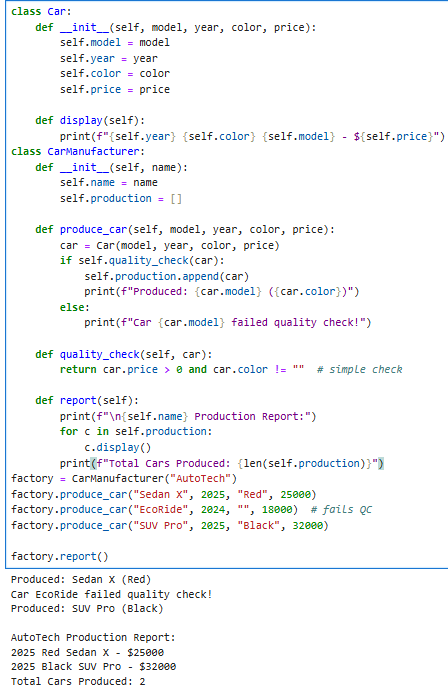 class Car:
    def __init__(self, model, year, color, price):
        self.model = model
        self.year = year
        self.color = color
        self.price = price

    def display(self):
        print(f"{self.year} {self.color} {self.model} - ${self.price}")
class CarManufacturer:
    def __init__(self, name):
        self.name = name
        self.production = []

    def produce_car(self, model, year, color, price):
        car = Car(model, year, color, price)
        if self.quality_check(car):
            self.production.append(car)
            print(f"Produced: {car.model} ({car.color})")
        else:
            print(f"Car {car.model} failed quality check!")

    def quality_check(self, car):
        return car.price > 0 and car.color != ""  # simple check

    def report(self):
        print(f"\n{self.name} Production Report:")
        for c in self.production:
            c.display()
        print(f"Total Cars Produced: {len(self.production)}")
factory = CarManufacturer("AutoTech")
factory.produce_car("Sedan X", 2025, "Red", 25000)
factory.produce_car("EcoRide", 2024, "", 18000)  # fails QC
factory.produce_car("SUV Pro", 2025, "Black", 32000)

factory.report()
Produced: Sedan X (Red)
Car EcoRide failed quality check!
Produced: SUV Pro (Black)

AutoTech Production Report:
2025 Red Sedan X - $25000
2025 Black SUV Pro - $32000
Total Cars Produced: 2